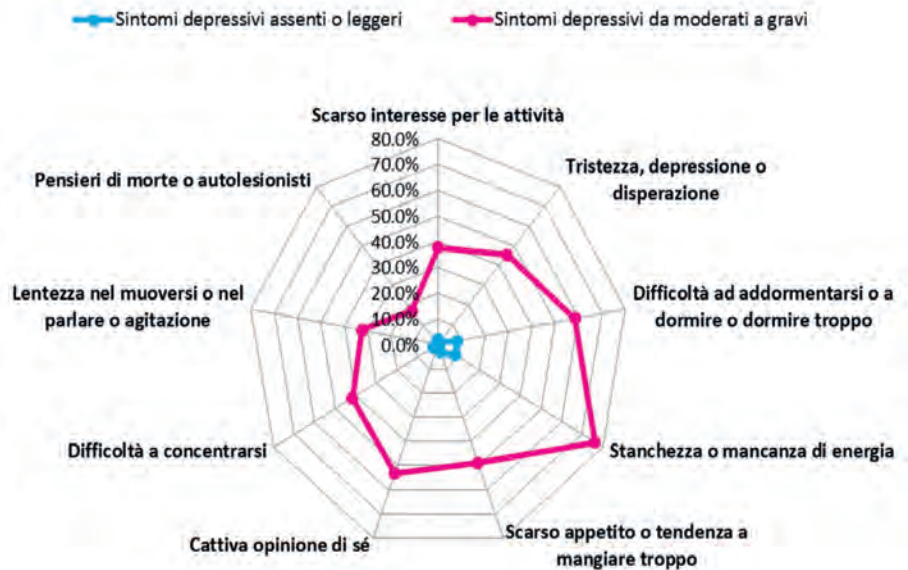 Sintomi depressivi assenti o leggeri
Sintomi depressivi da moderati a gravi
Scarso interesse per le attività
80.0%
70.0%
60.0%
50.0%
40.0%
30.0%
20.0%
10.0%
0.0%
Tristezza, depressione o
disperazione
Difficoltà ad addormentarsi o a
dormire o dormire troppo
Stanchezza o mancanza di energia
Scarso appetito o tendenza a
mangiare troppo
Cattiva opinione di sé
Difficoltà a concentrarsi
Lentezza nel muoversi o nel
parlare o agitazione
Pensieri di morte o autolesionisti